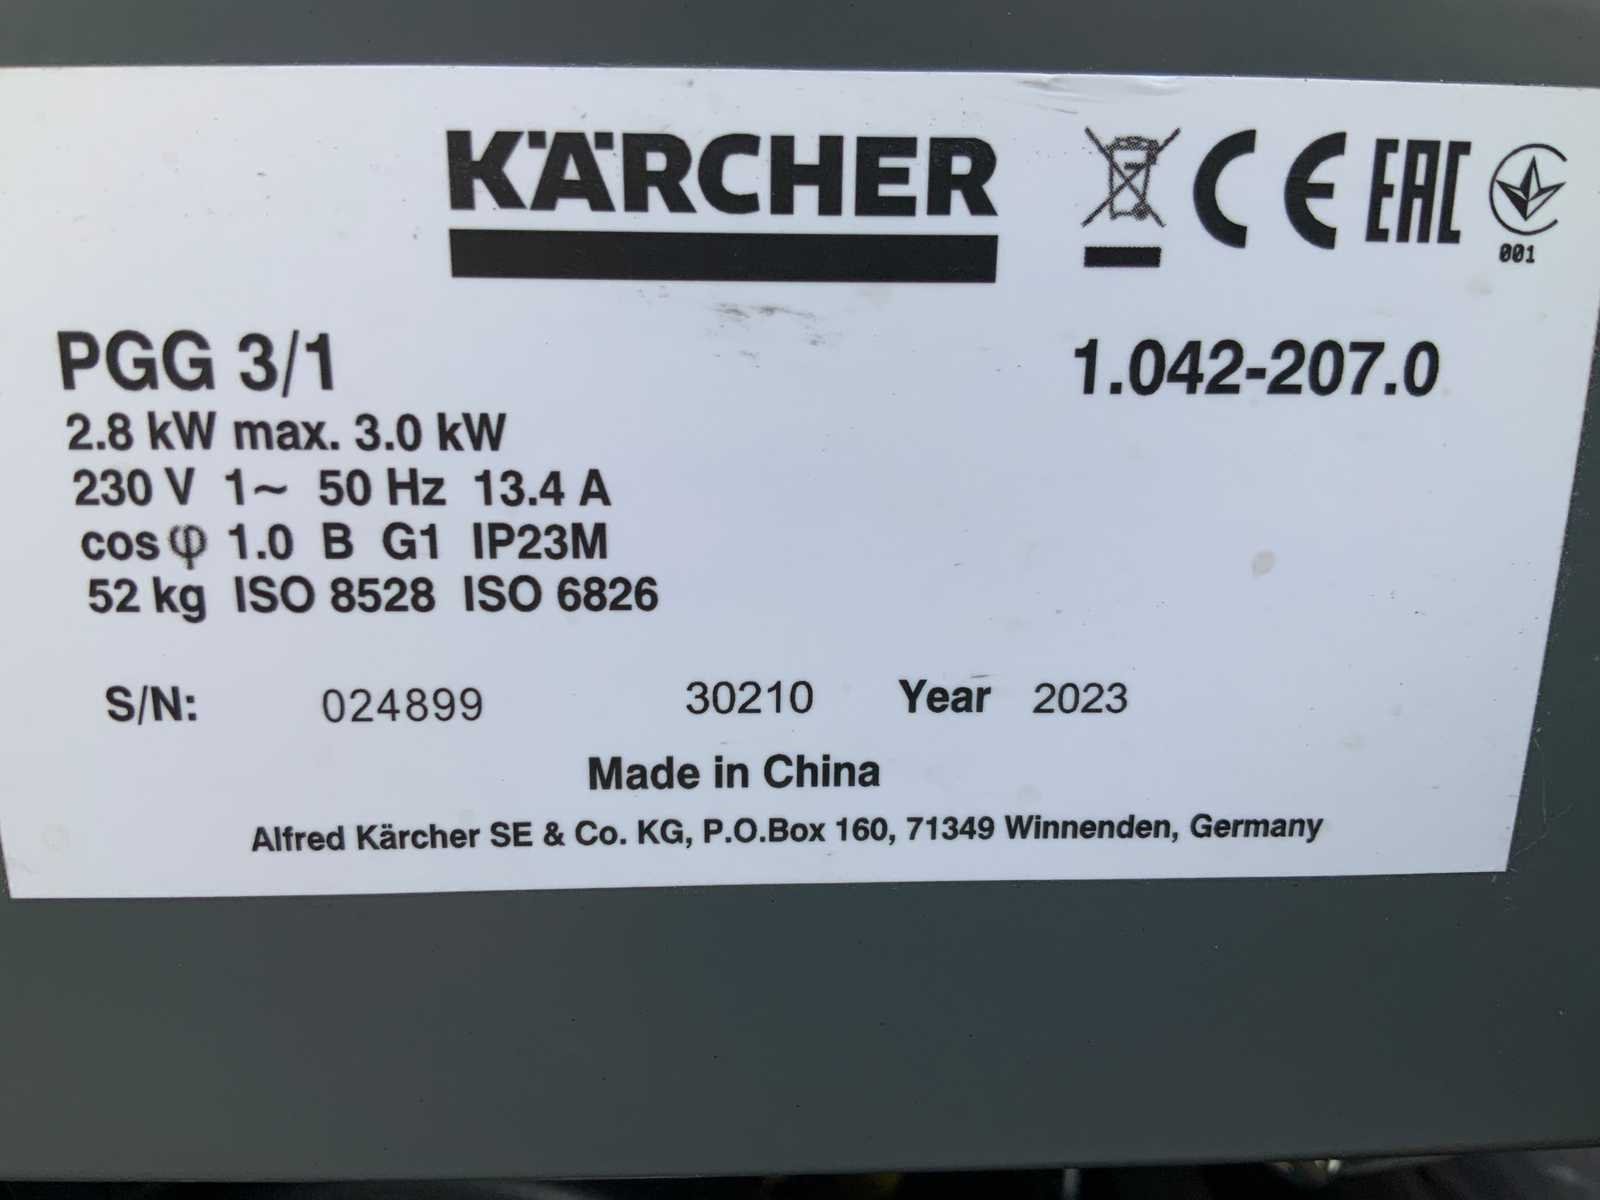 KÄRCHER
CE EAC
001
PGG 3/1
1.042-207.0
2.8 kW max. 3.0 kW
230 V 1~ 50 Hz 13.4 A
cos φ 1.0 B G1 IP23M
52 kg ISO 8528 ISO 6826
S/N: 024899 30210 Year 2023
Made in China
Alfred Kärcher SE & Co. KG, P.O.Box 160, 71349 Winnenden, Germany